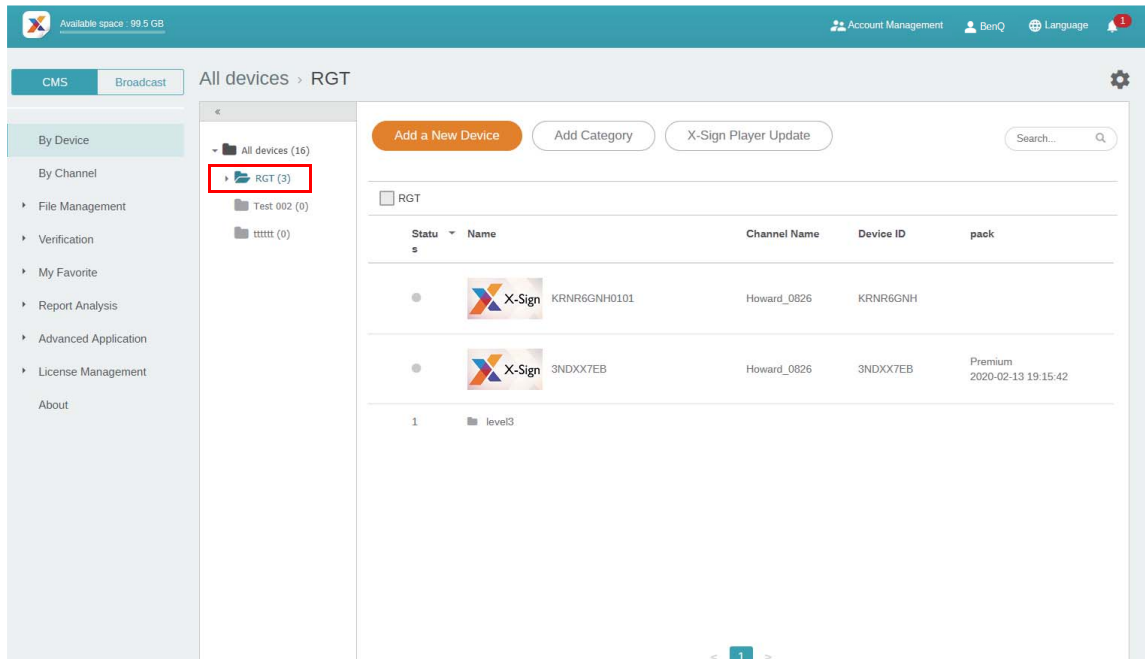 Available space : 99.5 GB
Account Management
BenQ
Language
1
CMS
Broadcast
All devices › RGT
«
By Device
By Channel
File Management
Verification
My Favorite
Report Analysis
Advanced Application
License Management
About
All devices (16)
RGT (3)
Test 002 (0)
tttttt (0)
Add a New Device
Add Category
X-Sign Player Update
Search...
RGT
Statu
s
Name
Channel Name
Device ID
pack
X-Sign
KRNR6GNH0101
Howard_0826
KRNR6GNH
X-Sign
3NDXX7EB
Howard_0826
3NDXX7EB
Premium
2020-02-13 19:15:42
1
level3
< 1 >